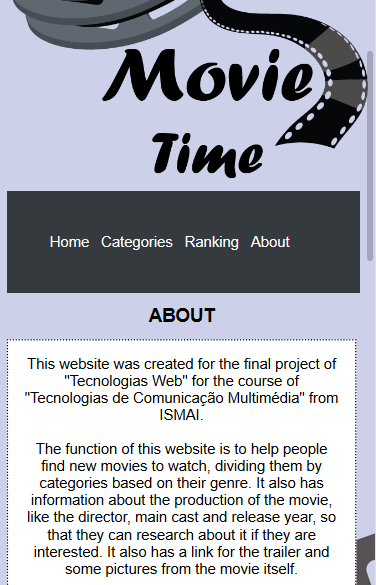 Movie
Time
Home Categories Ranking About
ABOUT
This website was created for the final project of
"Tecnologias Web" for the course of
"Tecnologias de Comunicação Multimédia" from
ISMAI.
The function of this website is to help people
find new movies to watch, dividing them by
categories based on their genre. It also has
information about the production of the movie,
like the director, main cast and release year, so
that they can research about it if they are
interested. It also has a link for the trailer and
some pictures from the movie itself.